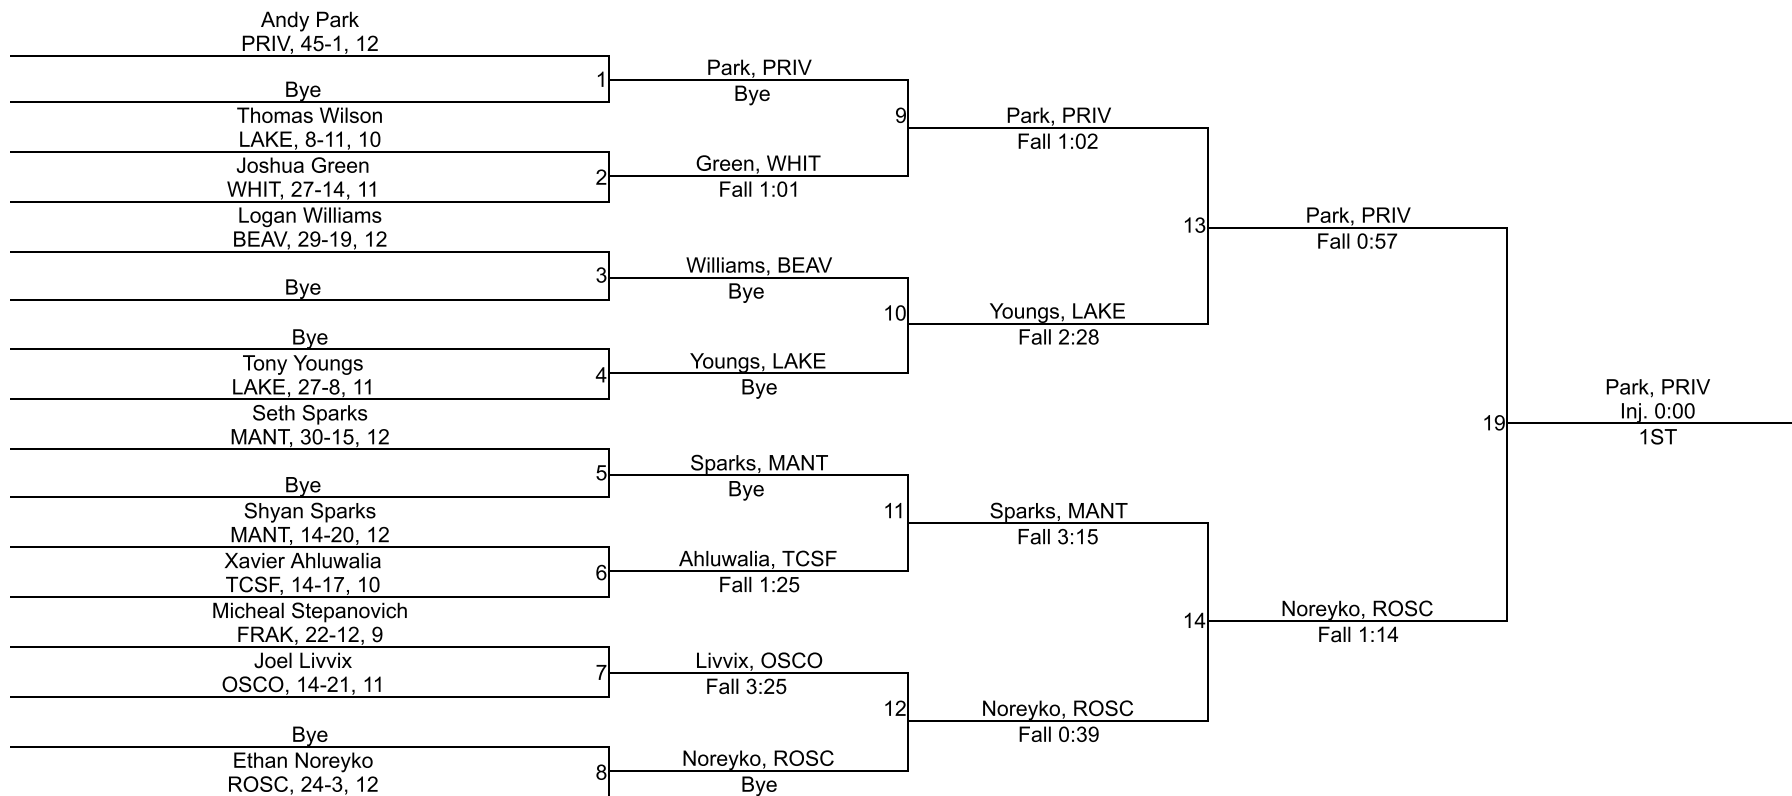 Andy Park
PRIV, 45-1, 12
Bye
1
Thomas Wilson
LAKE, 8-11, 10
Joshua Green
WHIT, 27-14, 11
2
Logan Williams
BEAV, 29-19, 12
Bye
3
Bye
Tony Youngs
LAKE, 27-8, 11
4
Seth Sparks
MANT, 30-15, 12
Bye
5
Shyan Sparks
MANT, 14-20, 12
Xavier Ahluwalia
TCSF, 14-17, 10
6
Micheal Stepanovich
FRAK, 22-12, 9
Joel Livvix
OSCO, 14-21, 11
7
Bye
Ethan Noreyko
ROSC, 24-3, 12
8
Park, PRIV
Bye
9
Green, WHIT
Fall 1:01
Williams, BEAV
Bye
10
Youngs, LAKE
Bye
Sparks, MANT
Bye
11
Ahluwalia, TCSF
Fall 1:25
Livvix, OSCO
Fall 3:25
12
Noreyko, ROSC
Bye
Park, PRIV
Fall 1:02
13
Youngs, LAKE
Fall 2:28
Sparks, MANT
Fall 3:15
14
Noreyko, ROSC
Fall 0:39
Park, PRIV
Fall 0:57
19
Noreyko, ROSC
Fall 1:14
Park, PRIV
Inj. 0:00
1ST